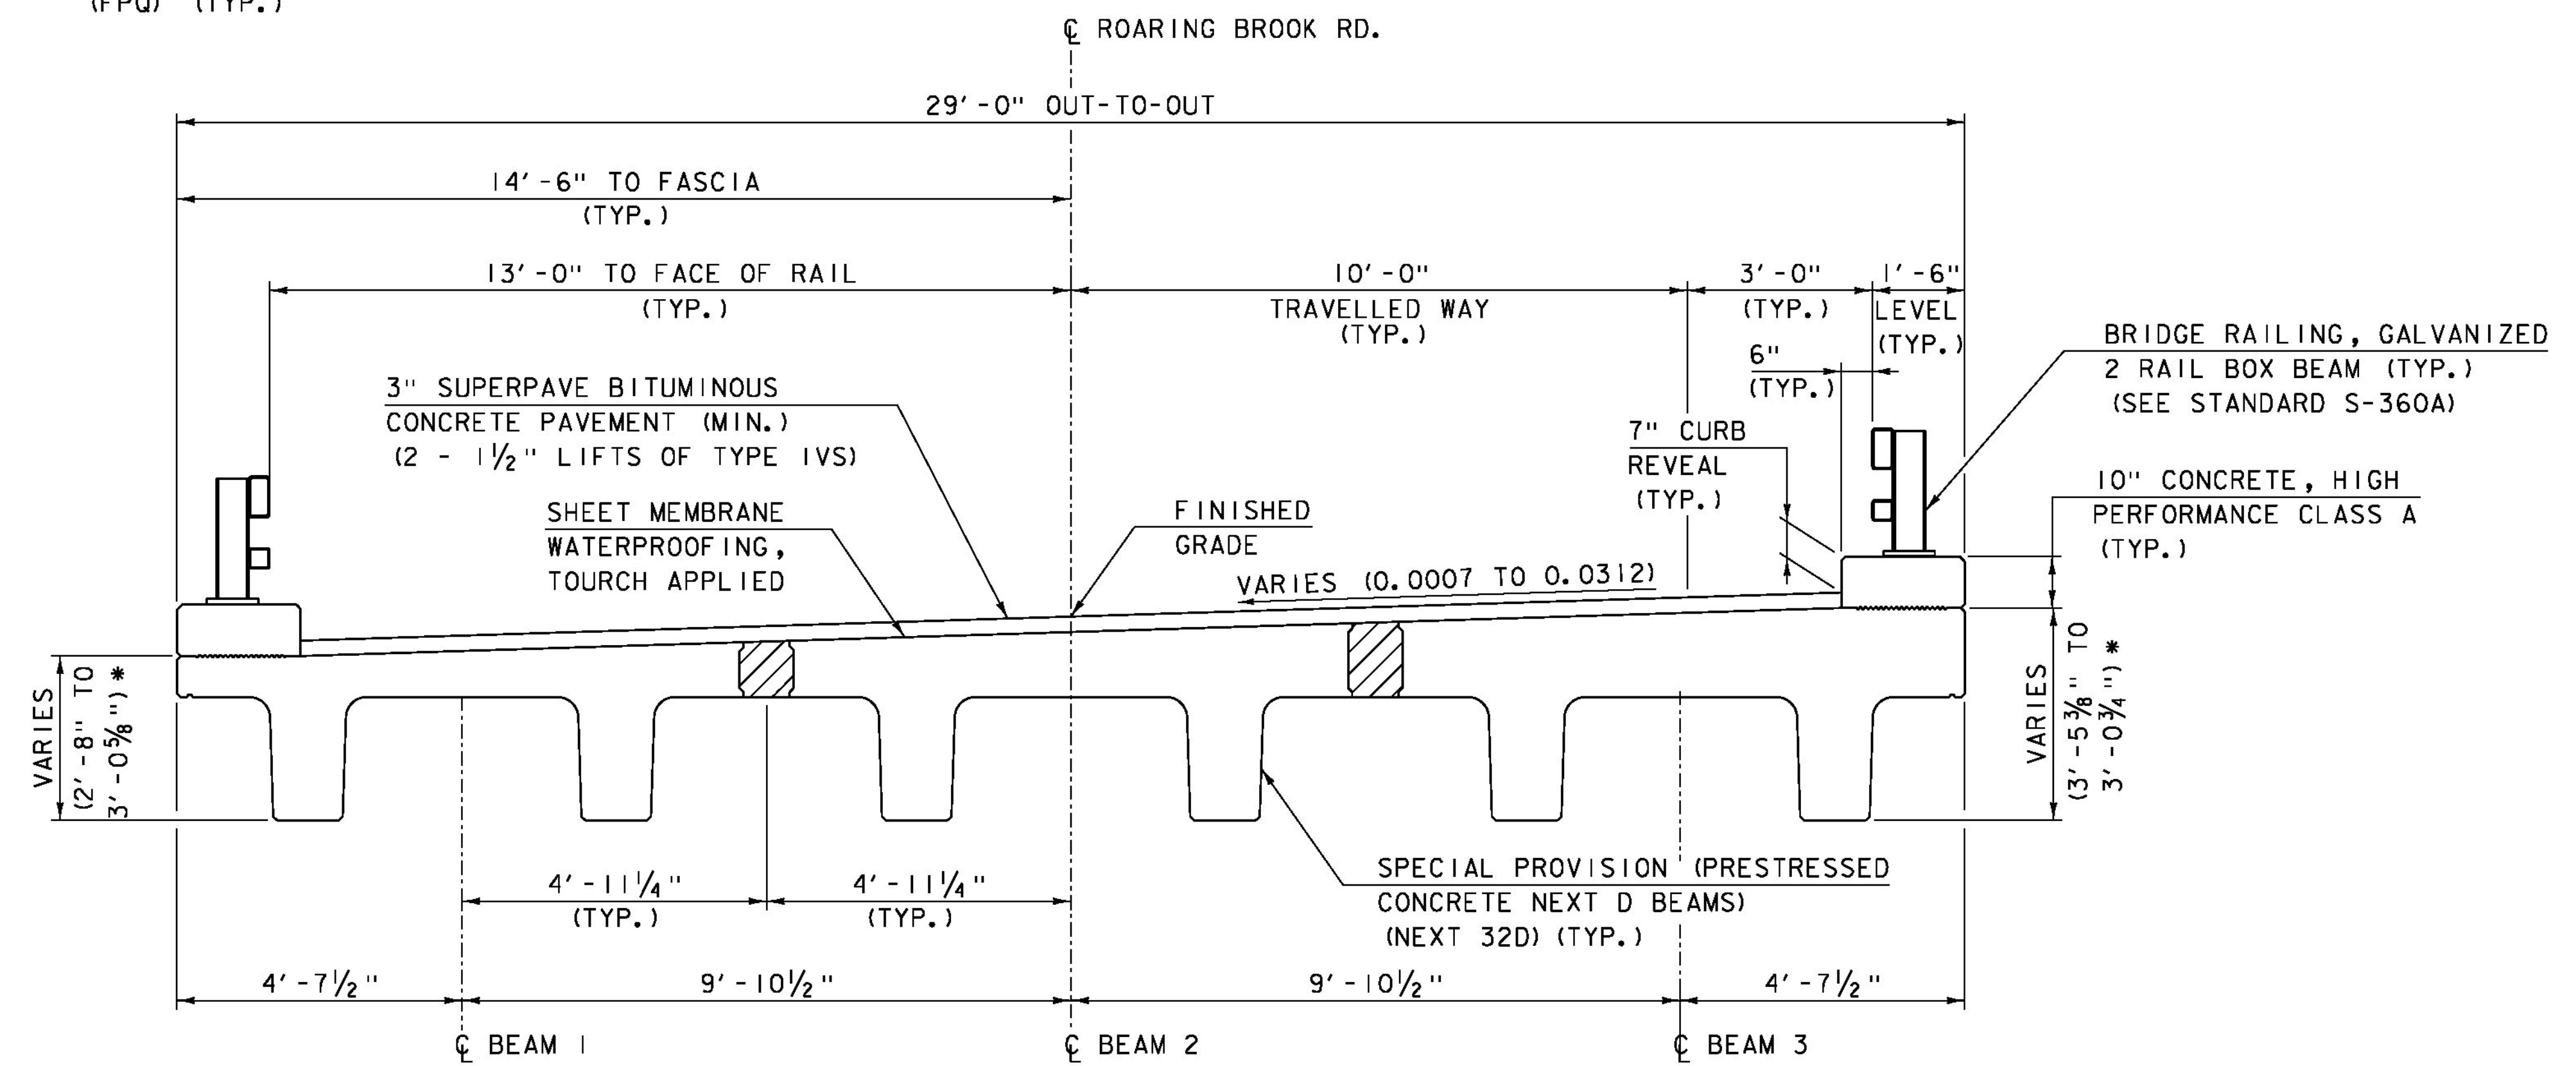 (FPQ) (TYP.)
℄ ROARING BROOK RD.
29'-0" OUT-TO-OUT
14'-6" TO FASCIA
(TYP.)
13'-0" TO FACE OF RAIL
(TYP.)
10'-0"
TRAVELLED WAY
(TYP.)
3'-0"
(TYP.)
1'-6"
LEVEL
(TYP.)
6"
(TYP.)
BRIDGE RAILING, GALVANIZED
2 RAIL BOX BEAM (TYP.)
(SEE STANDARD S-360A)
3" SUPERPAVE BITUMINOUS
CONCRETE PAVEMENT (MIN.)
(2 - 1½" LIFTS OF TYPE IVS)
7" CURB
REVEAL
(TYP.)
10" CONCRETE, HIGH
PERFORMANCE CLASS A
(TYP.)
SHEET MEMBRANE
WATERPROOFING,
TOURCH APPLIED
FINISHED
GRADE
VARIES (0.0007 TO 0.0312)
VARIES
(2'-8" TO
3'-0⅝") *
VARIES
(3'-5⅜" TO
3'-0¾") *
4'-11¼"
(TYP.)
4'-11¼"
(TYP.)
SPECIAL PROVISION (PRESTRESSED
CONCRETE NEXT D BEAMS)
(NEXT 32D) (TYP.)
4'-7½"
9'-10½"
9'-10½"
4'-7½"
℄ BEAM 1
℄ BEAM 2
℄ BEAM 3